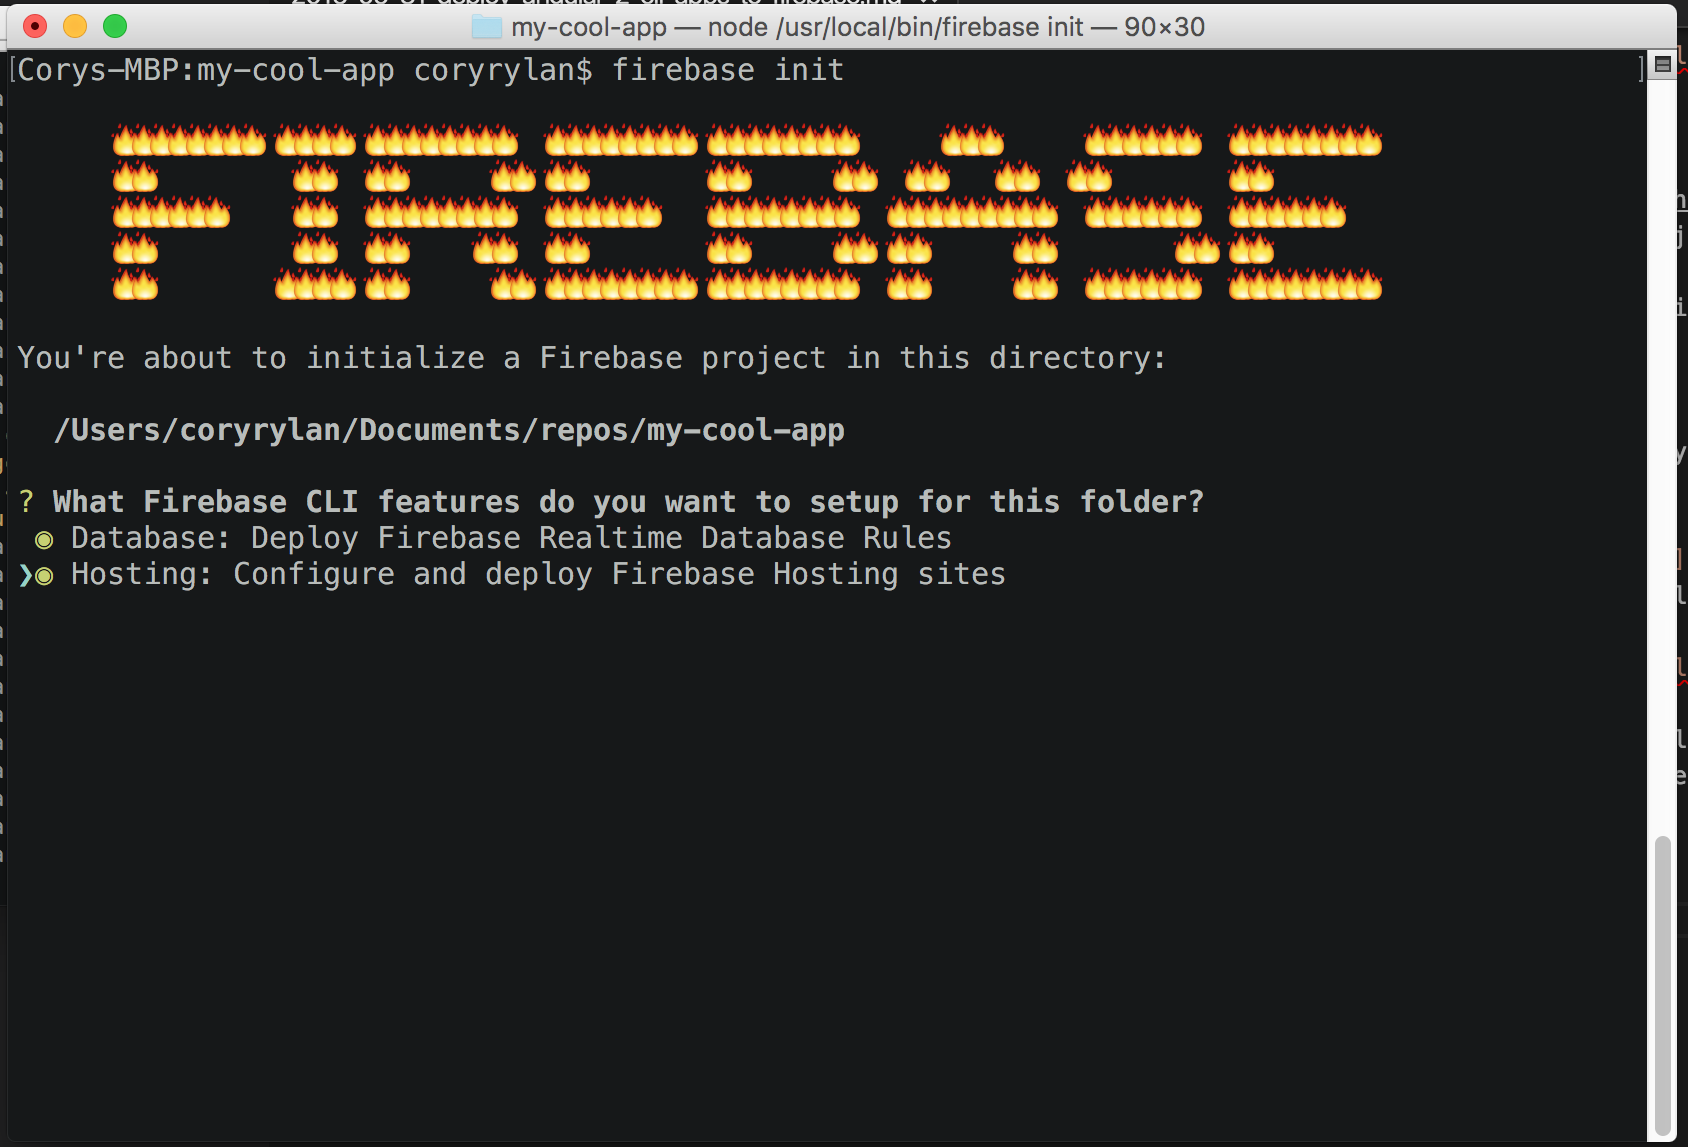 my-cool-app — node /usr/local/bin/firebase init — 90×30
[Corys-MBP:my-cool-app coryrylan$ firebase init ]
FIREBASE
You're about to initialize a Firebase project in this directory:
/Users/coryrylan/Documents/repos/my-cool-app
? What Firebase CLI features do you want to setup for this folder?
◉ Database: Deploy Firebase Realtime Database Rules
❯◉ Hosting: Configure and deploy Firebase Hosting sites